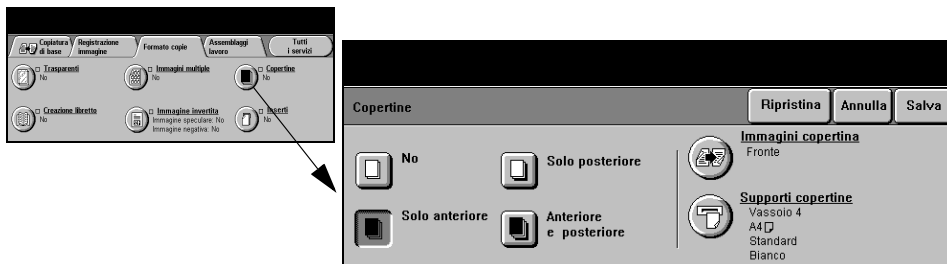 Copiatura di base
Registrazione immagine
Formato copie
Assemblaggi lavoro
Tutti i servizi
Trasparenti
No
Immagini multiple
No
Copertine
No
Creazione libretto
No
Immagine invertita
Immagine speculare: No
Immagine negativa: No
Inserti
No
Copertine
Ripristina
Annulla
Salva
No
Solo posteriore
Solo anteriore
Anteriore
e posteriore
Immagini copertina
Fronte
Supporti copertine
Vassoio 4
A4
Standard
Bianco